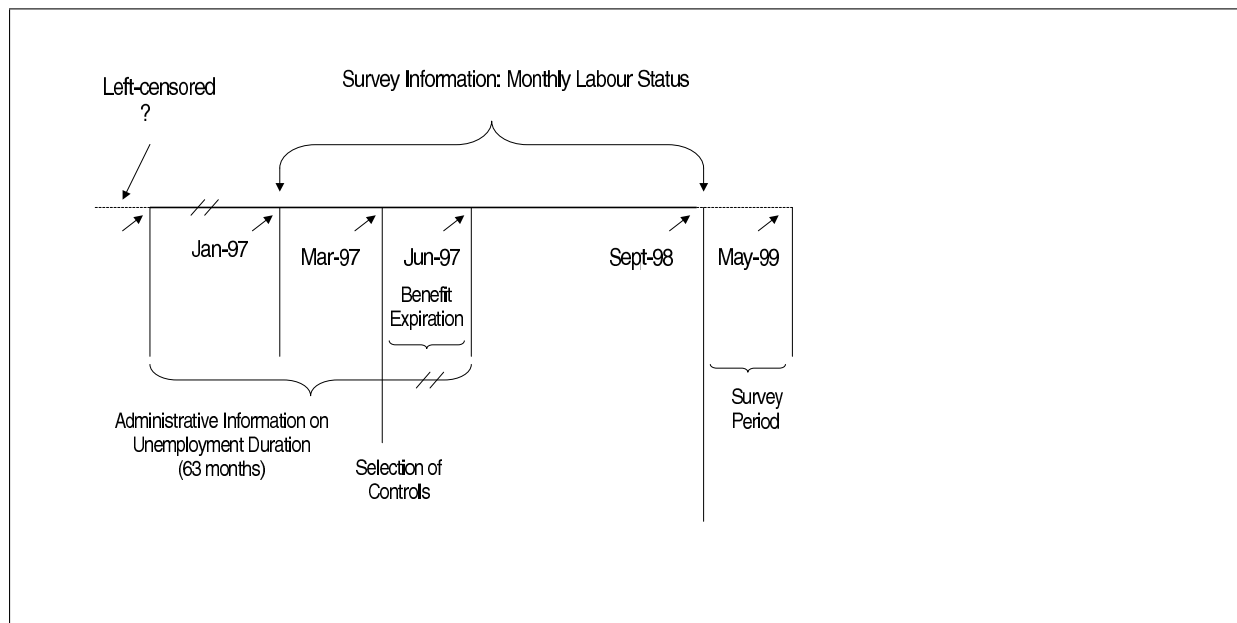 Survey Information: Monthly Labour Status
Left-censored
?
Jan-97
Mar-97
Jun-97
Sept-98
May-99
Benefit
Expiration
Administrative Information on
Unemployment Duration
(63 months)
Selection of
Controls
Survey
Period